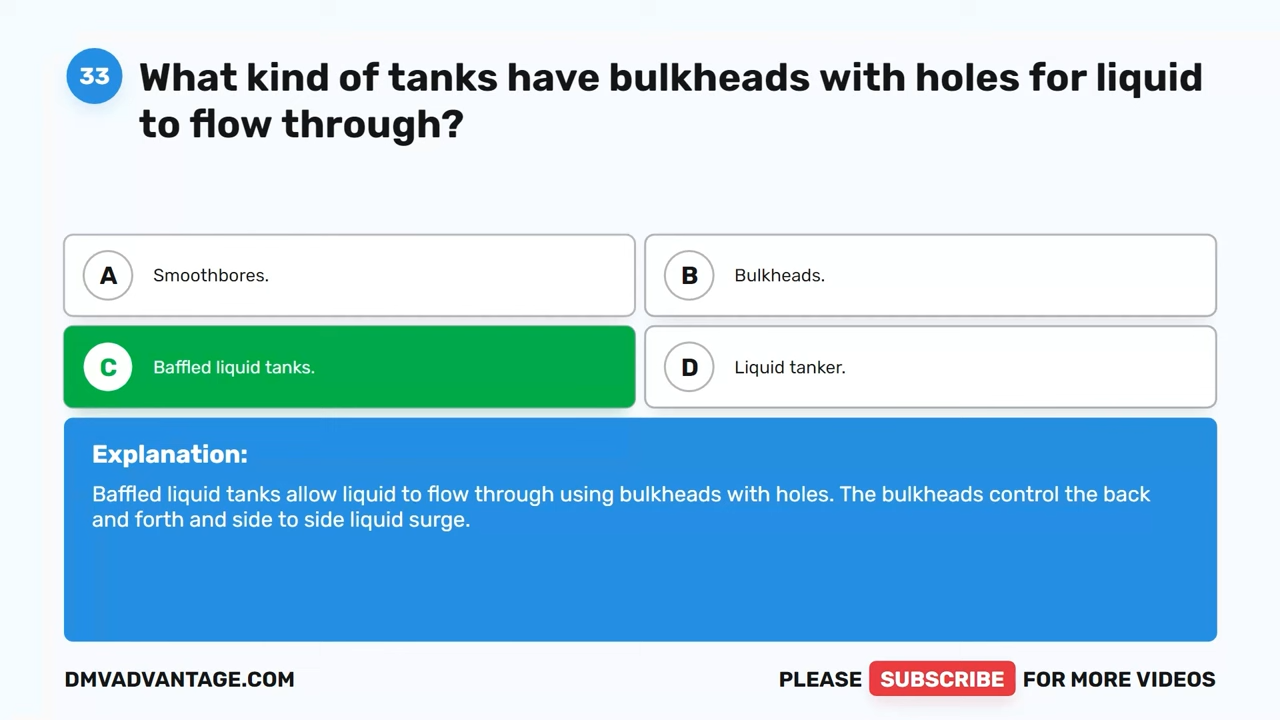 33
What kind of tanks have bulkheads with holes for liquid
to flow through?
A
Smoothbores.
B
Bulkheads.
C
Baffled liquid tanks.
D
Liquid tanker.
Explanation:
Baffled liquid tanks allow liquid to flow through using bulkheads with holes. The bulkheads control the back
and forth and side to side liquid surge.
DMVADVANTAGE.COM
PLEASE SUBSCRIBE FOR MORE VIDEOS